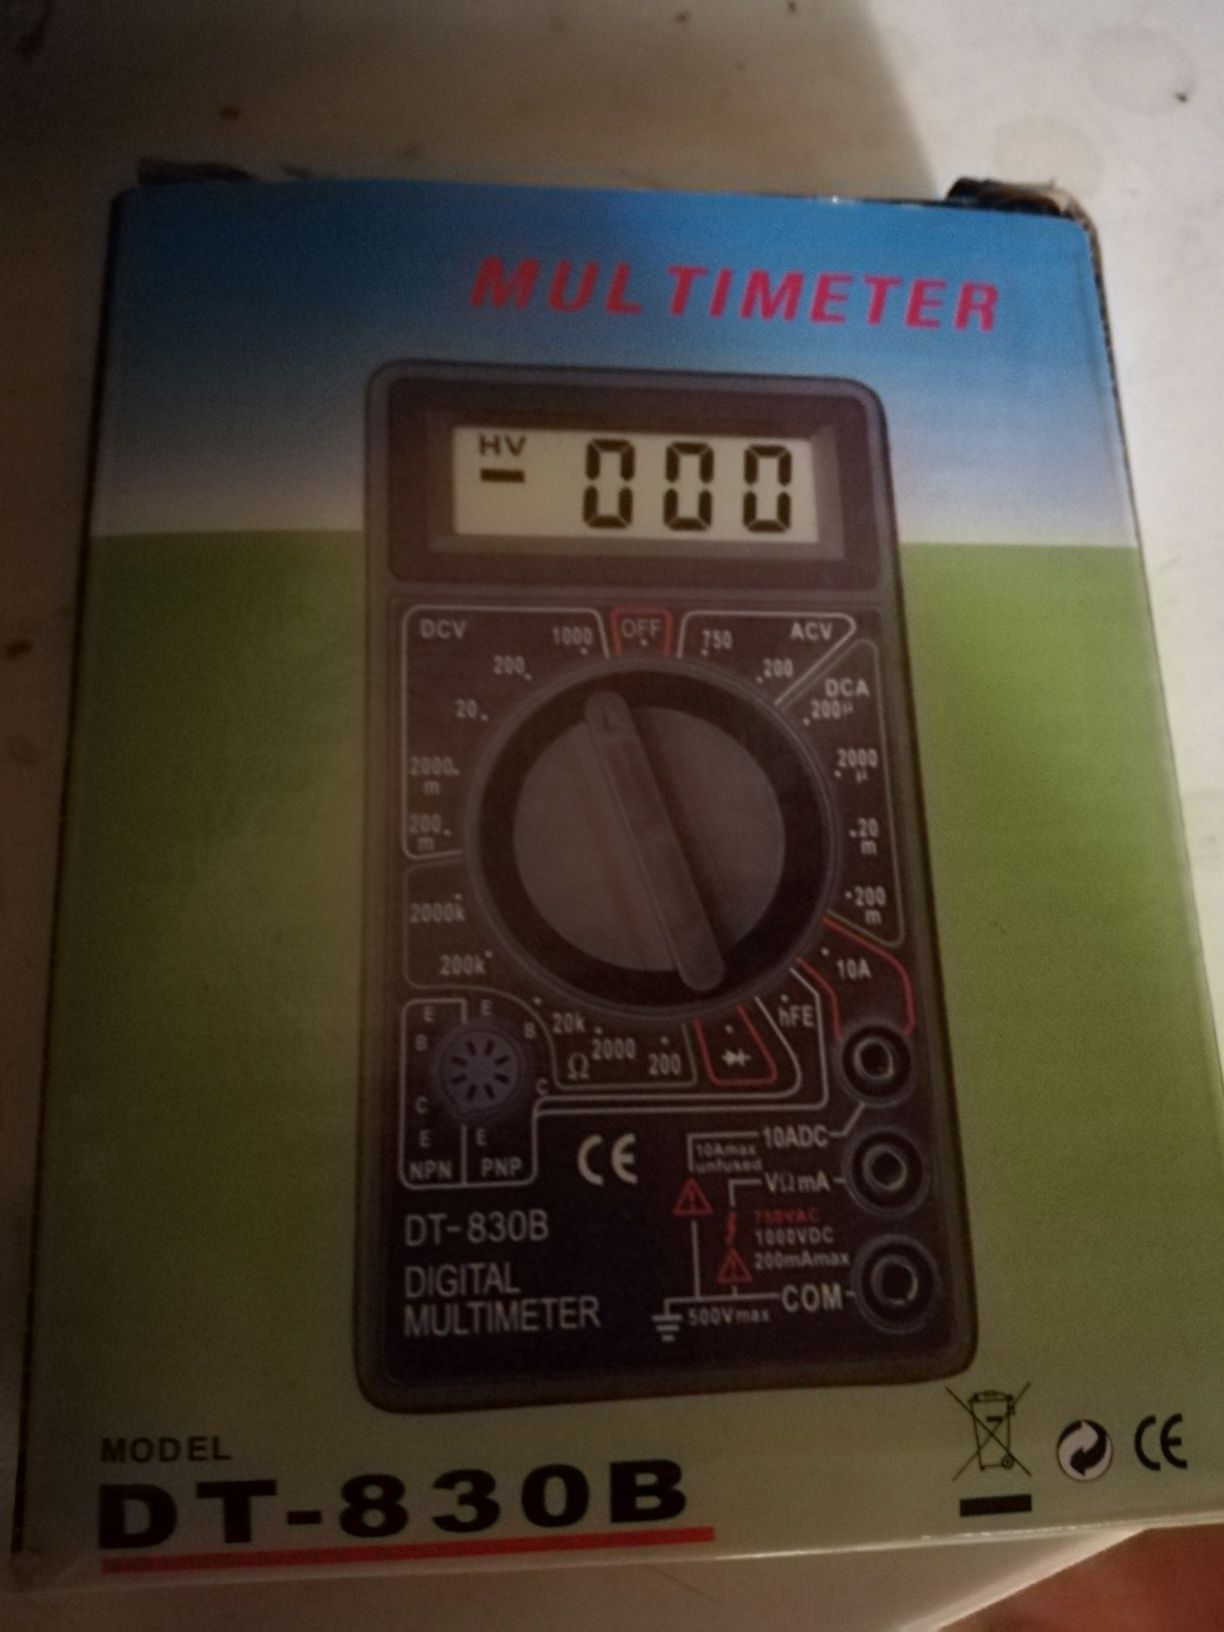 MULTIMETER
HV
- 000
DCV
1000
OFF
750
ACV
200
200
DCA
20
200µ
2000
m
2000
µ
200
m
20
m
2000k
200
m
200k
10A
20k
2000
200
Ω
hFE
E
E
B
B
C
C
E
E
NPN
PNP
CE
10ADC
10Amax
unfused
VΩmA
750VAC
1000VDC
200mAmax
COM
500Vmax
DT-830B
DIGITAL
MULTIMETER
MODEL
DT-830B
CE